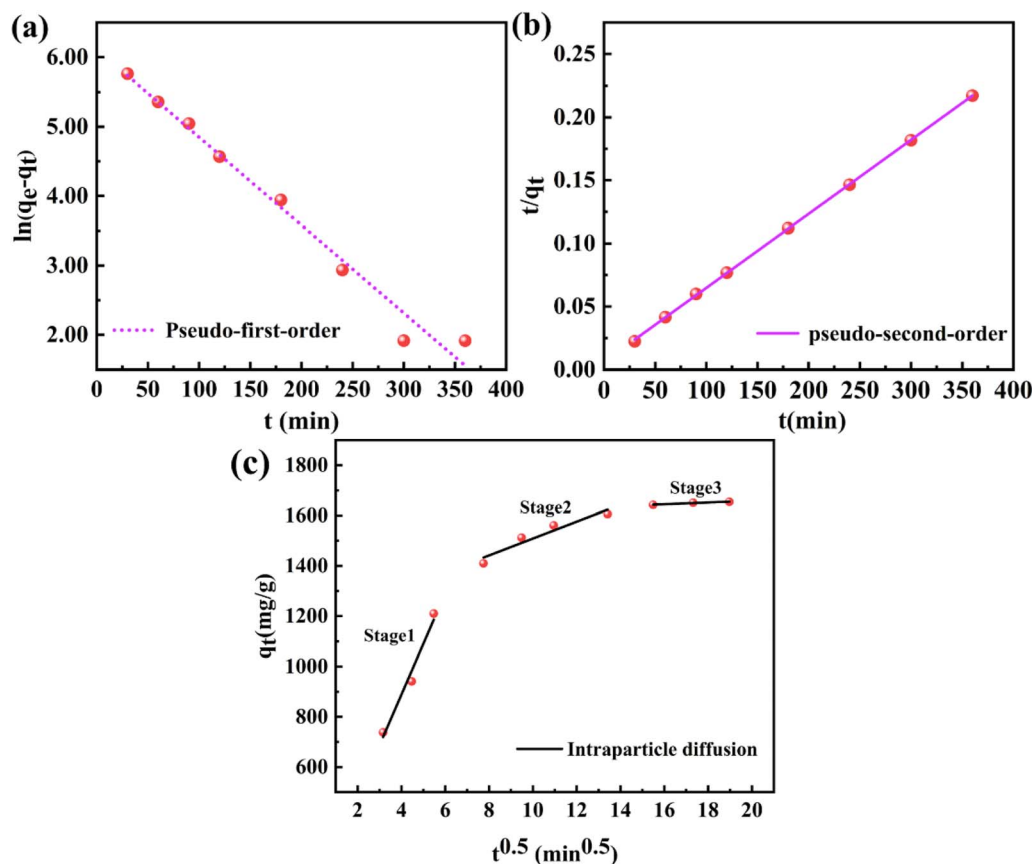 (a)
6.00
5.00
4.00
3.00
2.00
ln(qe-qt)
Pseudo-first-order
0 50 100 150 200 250 300 350 400
t (min)
(b)
0.25
0.20
0.15
0.10
0.05
0.00
t/qt
pseudo-second-order
0 50 100 150 200 250 300 350 400
t(min)
(c)
1800
1600
1400
1200
1000
800
600
qt(mg/g)
Stage1
Stage2
Stage3
Intraparticle diffusion
2 4 6 8 10 12 14 16 18 20
t0.5 (min0.5)